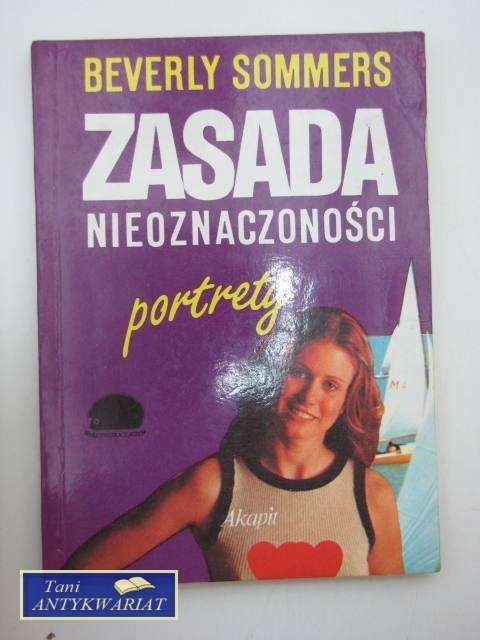 BEVERLY SOMMERS
ZASADA
NIEOZNACZONOŚCI
portrety
M
Akapit
Tani
ANTYKWARIAT